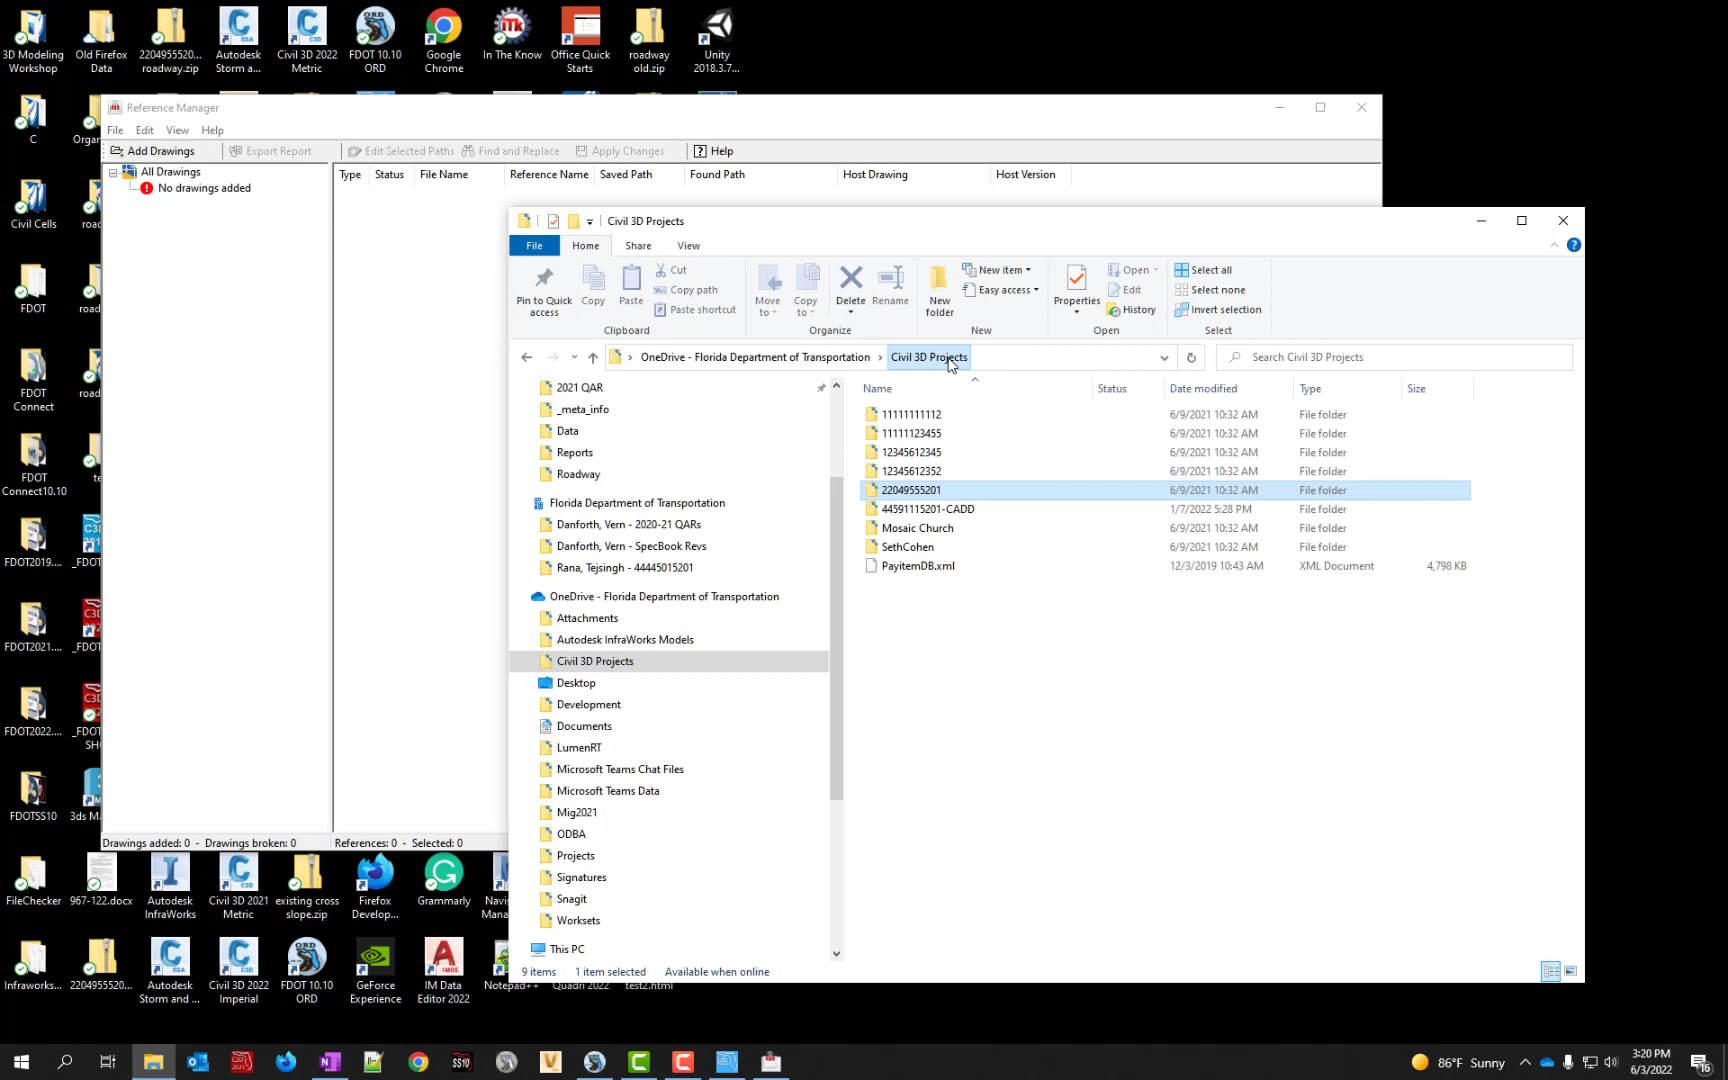 3D Modeling
Workshop
Old Firefox
Data
2204955520...
roadway.zip
Autodesk
Storm a...
Civil 3D 2022
Metric
FDOT 10.10
ORD
Google
Chrome
In The Know
Office Quick
Starts
roadway
old.zip
Unity
2018.3.7...
C
Civil Cells
FDOT
FDOT
Connect
FDOT
Connect10.10
FDOT2019....
FDOT2021....
FDOT2022....
FDOTSS10
3ds Ma
FileChecker
967-122.docx
Autodesk
InfraWorks
Civil 3D 2021
Metric
existing cross
slope.zip
Firefox
Develop...
Grammarly
Infraworks...
2204955520...
Autodesk
Storm and ...
Civil 3D 2022
Imperial
FDOT 10.10
ORD
GeForce
Experience
IM Data
Editor 2022
Notepad++
Quadri 2022
test2.html
Reference Manager
File Edit View Help
Add Drawings Export Report Edit Selected Paths Find and Replace Apply Changes Help
All Drawings
No drawings added
Type Status File Name Reference Name Saved Path Found Path Host Drawing Host Version
Drawings added: 0 - Drawings broken: 0 References: 0 - Selected: 0
Civil 3D Projects
File Home Share View
Pin to Quick
access
Copy
Paste
Cut
Copy path
Paste shortcut
Clipboard
Move
to
Copy
to
Delete
Rename
Organize
New
folder
New item
Easy access
New
Properties
Open
Edit
History
Open
Select all
Select none
Invert selection
Select
OneDrive - Florida Department of Transportation > Civil 3D Projects
Search Civil 3D Projects
2021 QAR
_meta_info
Data
Reports
Roadway
Florida Department of Transportation
Danforth, Vern - 2020-21 QARs
Danforth, Vern - SpecBook Revs
Rana, Tejsingh - 44445015201
OneDrive - Florida Department of Transportation
Attachments
Autodesk InfraWorks Models
Civil 3D Projects
Desktop
Development
Documents
LumenRT
Microsoft Teams Chat Files
Microsoft Teams Data
Mig2021
ODBA
Projects
Signatures
Snagit
Worksets
This PC
Name Status Date modified Type Size
11111111112 6/9/2021 10:32 AM File folder
11111123455 6/9/2021 10:32 AM File folder
12345612345 6/9/2021 10:32 AM File folder
12345612352 6/9/2021 10:32 AM File folder
22049555201 6/9/2021 10:32 AM File folder
44591115201-CADD 1/7/2022 5:28 PM File folder
Mosaic Church 6/9/2021 10:32 AM File folder
SethCohen 6/9/2021 10:32 AM File folder
PayitemDB.xml 12/3/2019 10:43 AM XML Document 4,798 KB
9 items 1 item selected Available when online
86°F Sunny
3:20 PM
6/3/2022
16